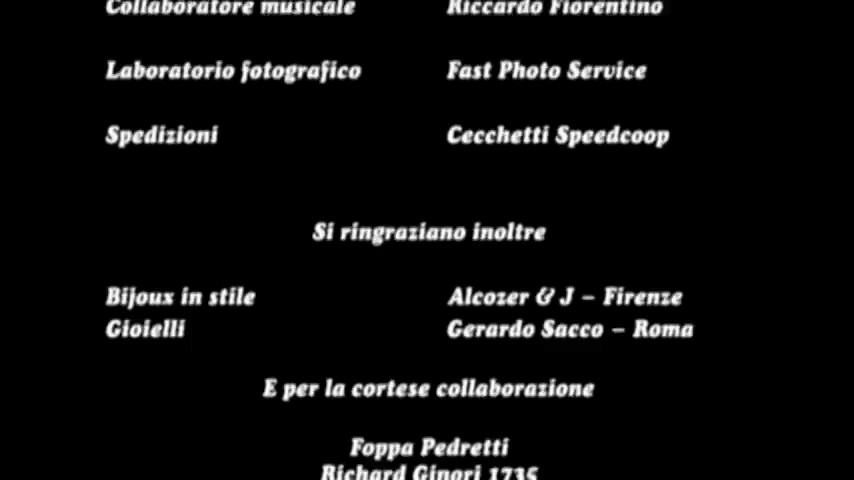 Collaboratore musicale Riccardo Fiorentino
Laboratorio fotografico Fast Photo Service
Spedizioni Cecchetti Speedcoop
Si ringraziano inoltre
Bijoux in stile Alcozer & J – Firenze
Gioielli Gerardo Sacco – Roma
E per la cortese collaborazione
Foppa Pedretti
Richard Ginori 1735